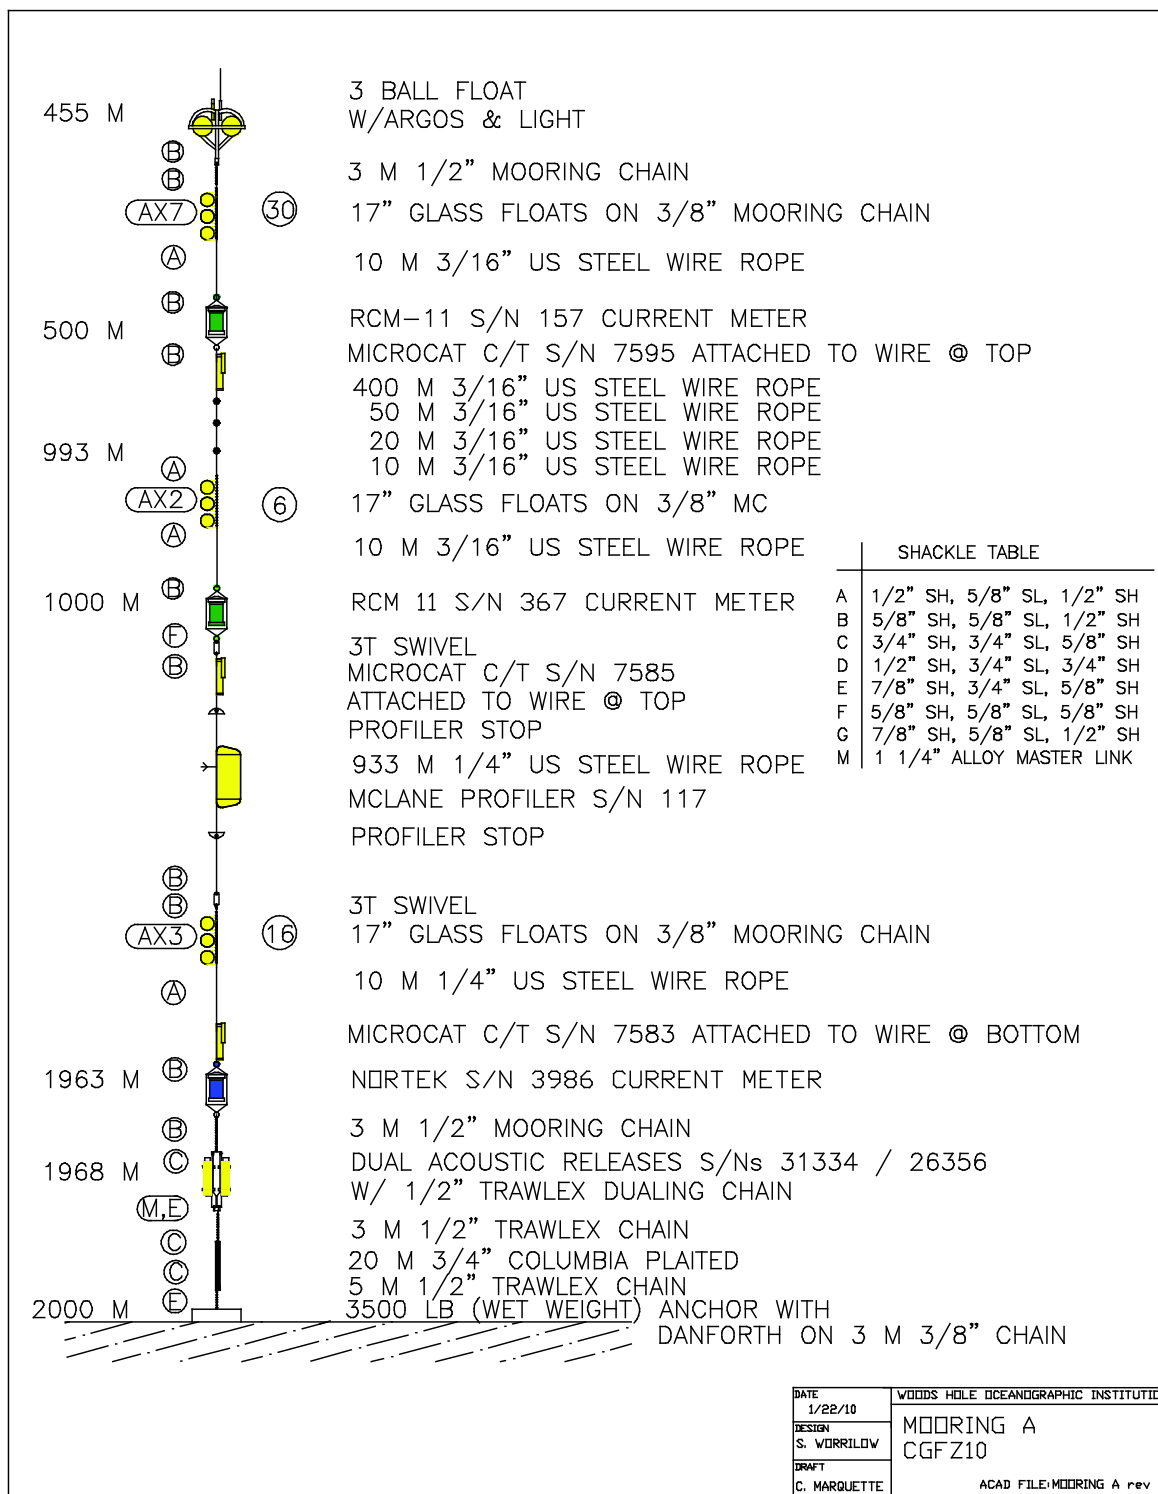 455 M
3 BALL FLOAT
W/ARGOS & LIGHT
B
3 M 1/2" MOORING CHAIN
B
AX7
30
17" GLASS FLOATS ON 3/8" MOORING CHAIN
A
10 M 3/16" US STEEL WIRE ROPE
B
500 M
RCM-11 S/N 157 CURRENT METER
B
MICROCAT C/T S/N 7595 ATTACHED TO WIRE @ TOP
400 M 3/16" US STEEL WIRE ROPE
50 M 3/16" US STEEL WIRE ROPE
20 M 3/16" US STEEL WIRE ROPE
993 M
10 M 3/16" US STEEL WIRE ROPE
A
AX2
6
17" GLASS FLOATS ON 3/8" MC
A
10 M 3/16" US STEEL WIRE ROPE
B
1000 M
RCM 11 S/N 367 CURRENT METER
F
3T SWIVEL
B
MICROCAT C/T S/N 7585
ATTACHED TO WIRE @ TOP
PROFILER STOP
933 M 1/4" US STEEL WIRE ROPE
MCLANE PROFILER S/N 117
PROFILER STOP
SHACKLE TABLE
A 1/2" SH, 5/8" SL, 1/2" SH
B 5/8" SH, 5/8" SL, 1/2" SH
C 3/4" SH, 3/4" SL, 5/8" SH
D 1/2" SH, 3/4" SL, 3/4" SH
E 7/8" SH, 3/4" SL, 5/8" SH
F 5/8" SH, 5/8" SL, 5/8" SH
G 7/8" SH, 5/8" SL, 1/2" SH
M 1 1/4" ALLOY MASTER LINK
B
B
3T SWIVEL
AX3
16
17" GLASS FLOATS ON 3/8" MOORING CHAIN
10 M 1/4" US STEEL WIRE ROPE
A
MICROCAT C/T S/N 7583 ATTACHED TO WIRE @ BOTTOM
B
1963 M
NORTEK S/N 3986 CURRENT METER
B
3 M 1/2" MOORING CHAIN
C
1968 M
DUAL ACOUSTIC RELEASES S/Ns 31334 / 26356
W/ 1/2" TRAWLEX DUALING CHAIN
M,E
3 M 1/2" TRAWLEX CHAIN
C
20 M 3/4" COLUMBIA PLAITED
C
5 M 1/2" TRAWLEX CHAIN
E
2000 M
3500 LB (WET WEIGHT) ANCHOR WITH
DANFORTH ON 3 M 3/8" CHAIN
DATE
1/22/10
DESIGN
S. WORRILOW
DRAFT
C. MARQUETTE
WOODS HOLE OCEANOGRAPHIC INSTITUTIO
MOORING A
CGFZ10
ACAD FILE:MOORING A rev